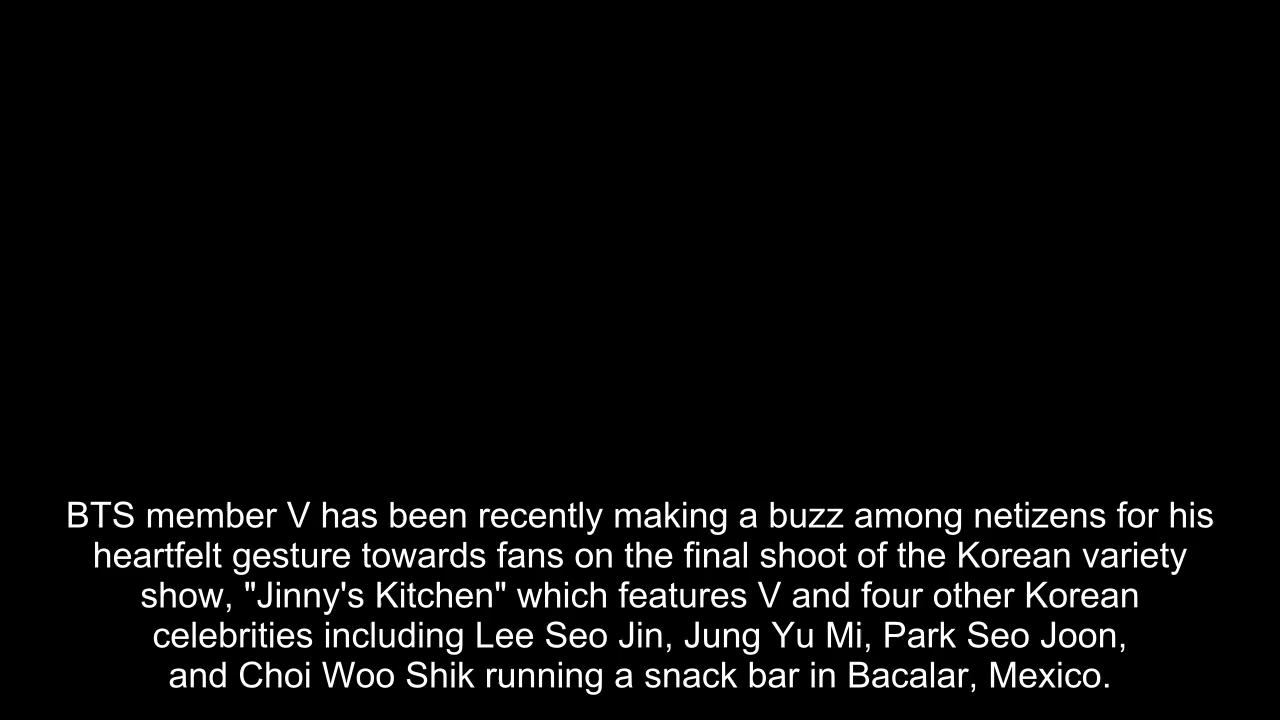 BTS member V has been recently making a buzz among netizens for his
heartfelt gesture towards fans on the final shoot of the Korean variety
show, "Jinny's Kitchen" which features V and four other Korean
celebrities including Lee Seo Jin, Jung Yu Mi, Park Seo Joon,
and Choi Woo Shik running a snack bar in Bacalar, Mexico.